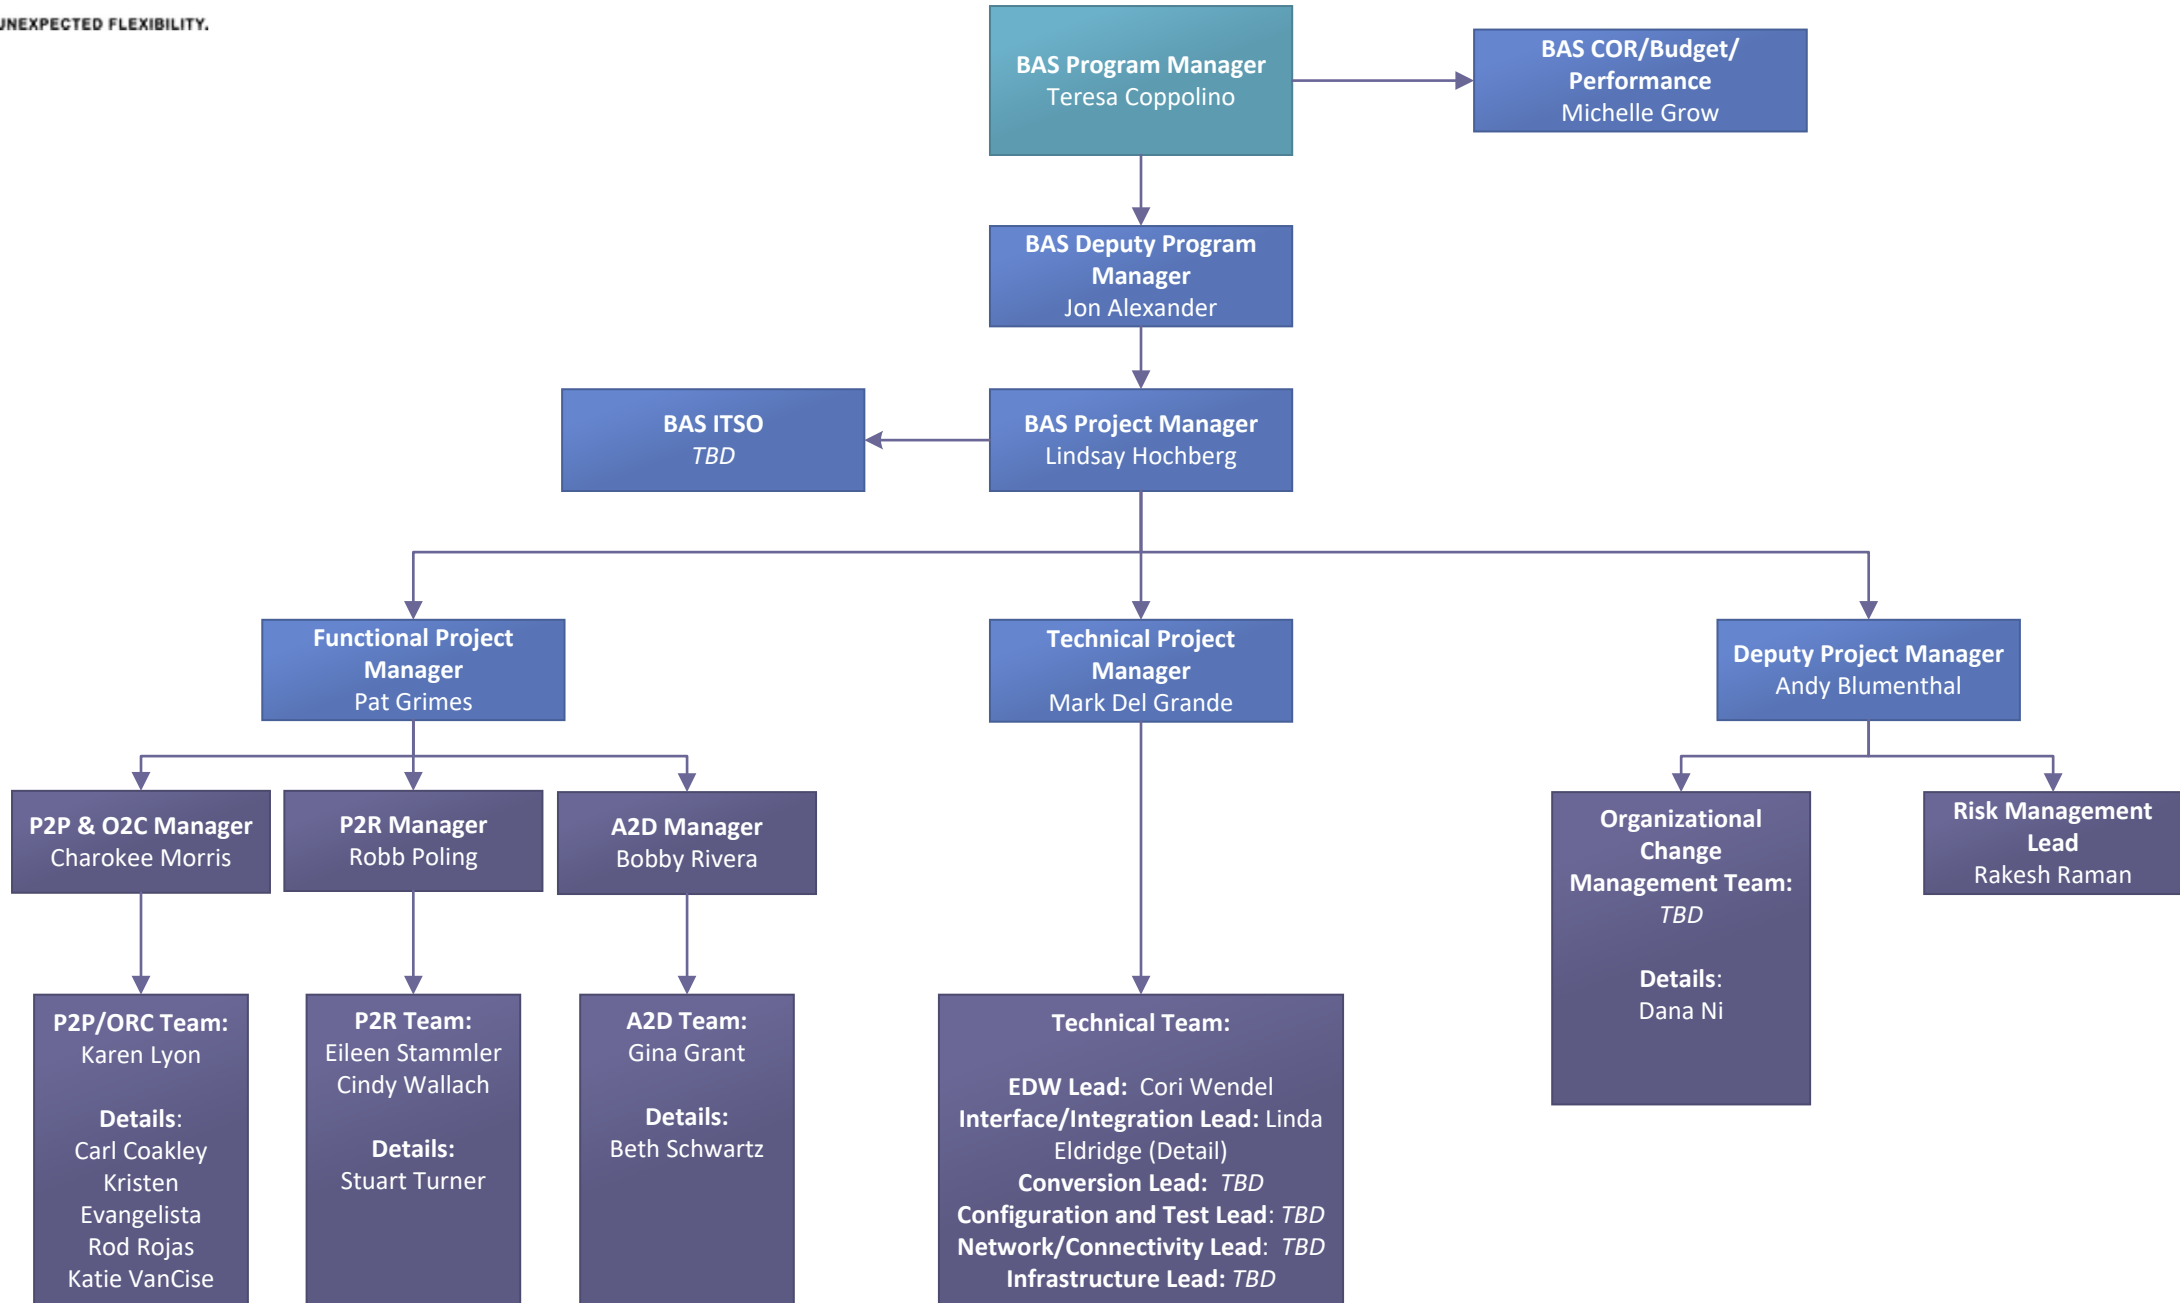 UNEXPECTED FLEXIBILITY.
BAS Program Manager
Teresa Coppolino
BAS COR/Budget/
Performance
Michelle Grow
BAS Deputy Program
Manager
Jon Alexander
BAS ITSO
TBD
BAS Project Manager
Lindsay Hochberg
Functional Project
Manager
Pat Grimes
Technical Project
Manager
Mark Del Grande
Deputy Project Manager
Andy Blumenthal
P2P & O2C Manager
Charokee Morris
P2R Manager
Robb Poling
A2D Manager
Bobby Rivera
Organizational
Change
Management Team:
TBD
Details:
Dana Ni
Risk Management
Lead
Rakesh Raman
P2P/ORC Team:
Karen Lyon
Details:
Carl Coakley
Kristen
Evangelista
Rod Rojas
Katie VanCise
P2R Team:
Eileen Stammler
Cindy Wallach
Details:
Stuart Turner
A2D Team:
Gina Grant
Details:
Beth Schwartz
Technical Team:
EDW Lead: Cori Wendel
Interface/Integration Lead: Linda
Eldridge (Detail)
Conversion Lead: TBD
Configuration and Test Lead: TBD
Network/Connectivity Lead: TBD
Infrastructure Lead: TBD